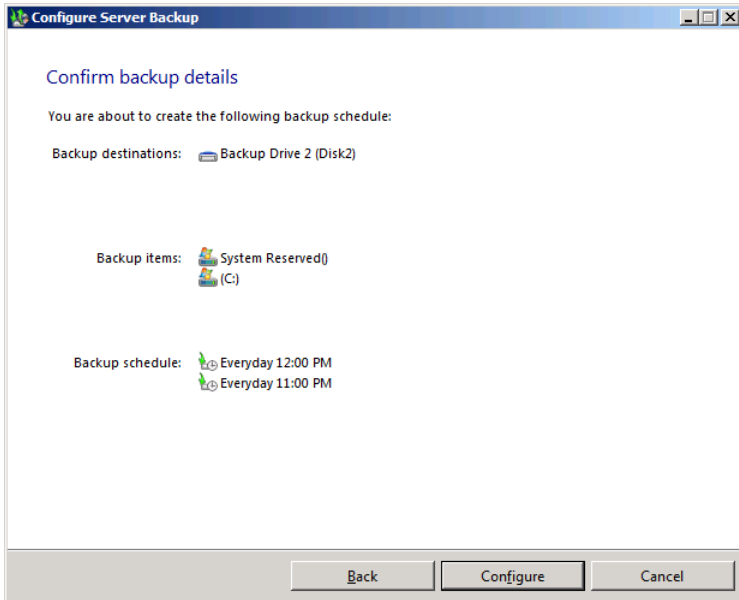 Configure Server Backup
Confirm backup details
You are about to create the following backup schedule:
Backup destinations: Backup Drive 2 (Disk2)
Backup items: System Reserved()
(C:)
Backup schedule: Everyday 12:00 PM
Everyday 11:00 PM
Back Configure Cancel